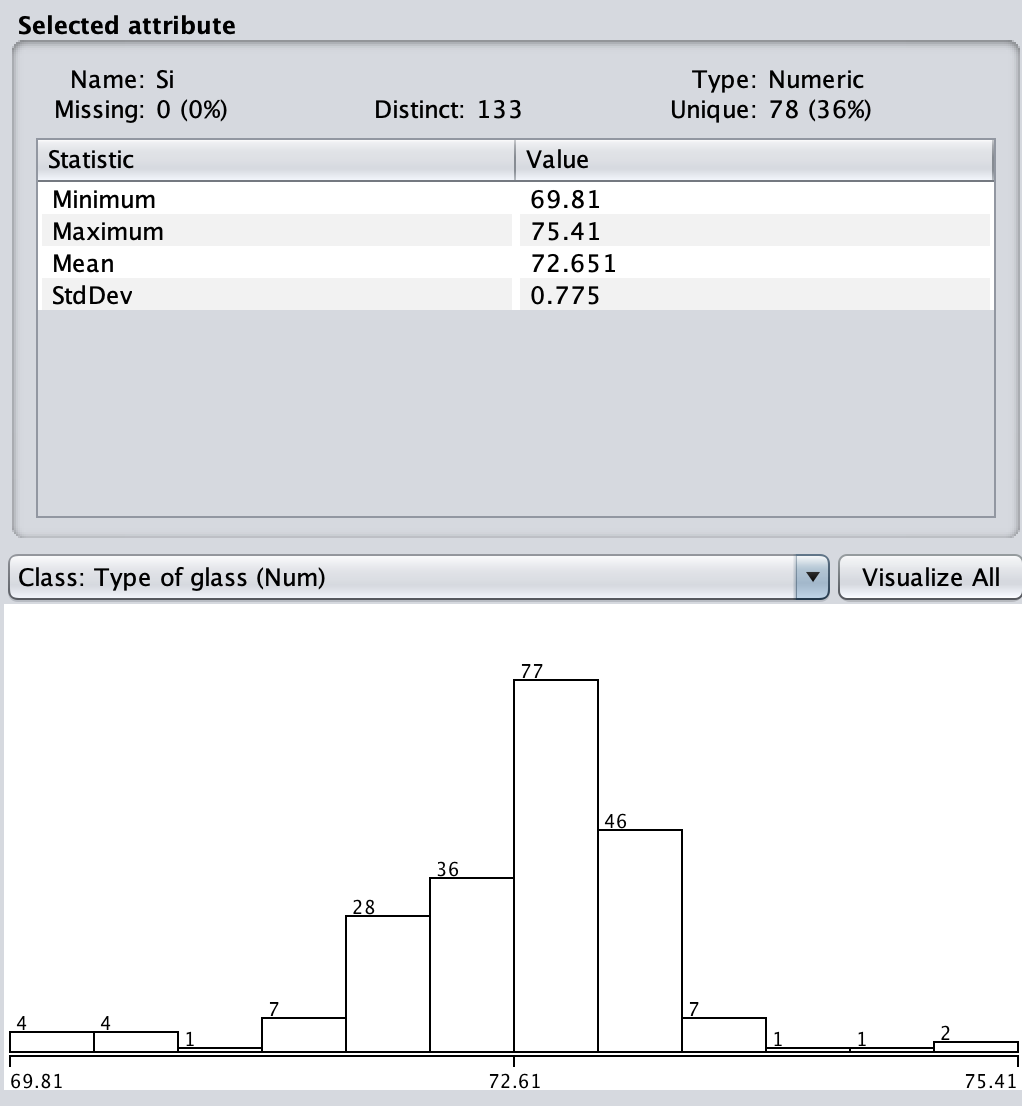 Selected attribute
Name: Si Type: Numeric
Missing: 0 (0%) Distinct: 133 Unique: 78 (36%)
Statistic Value
Minimum 69.81
Maximum 75.41
Mean 72.651
StdDev 0.775
Class: Type of glass (Num) Visualize All
77
46
36
28
7 7
4 4 1 1 1 2
69.81 72.61 75.41